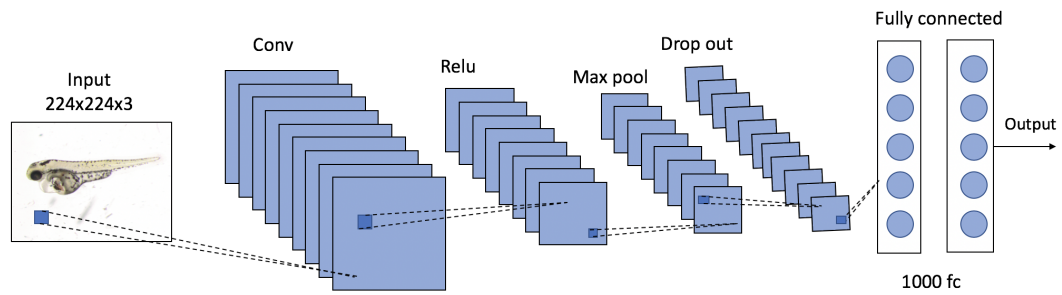 Input
224x224x3
Conv
Relu
Max pool
Drop out
Fully connected
1000 fc
Output